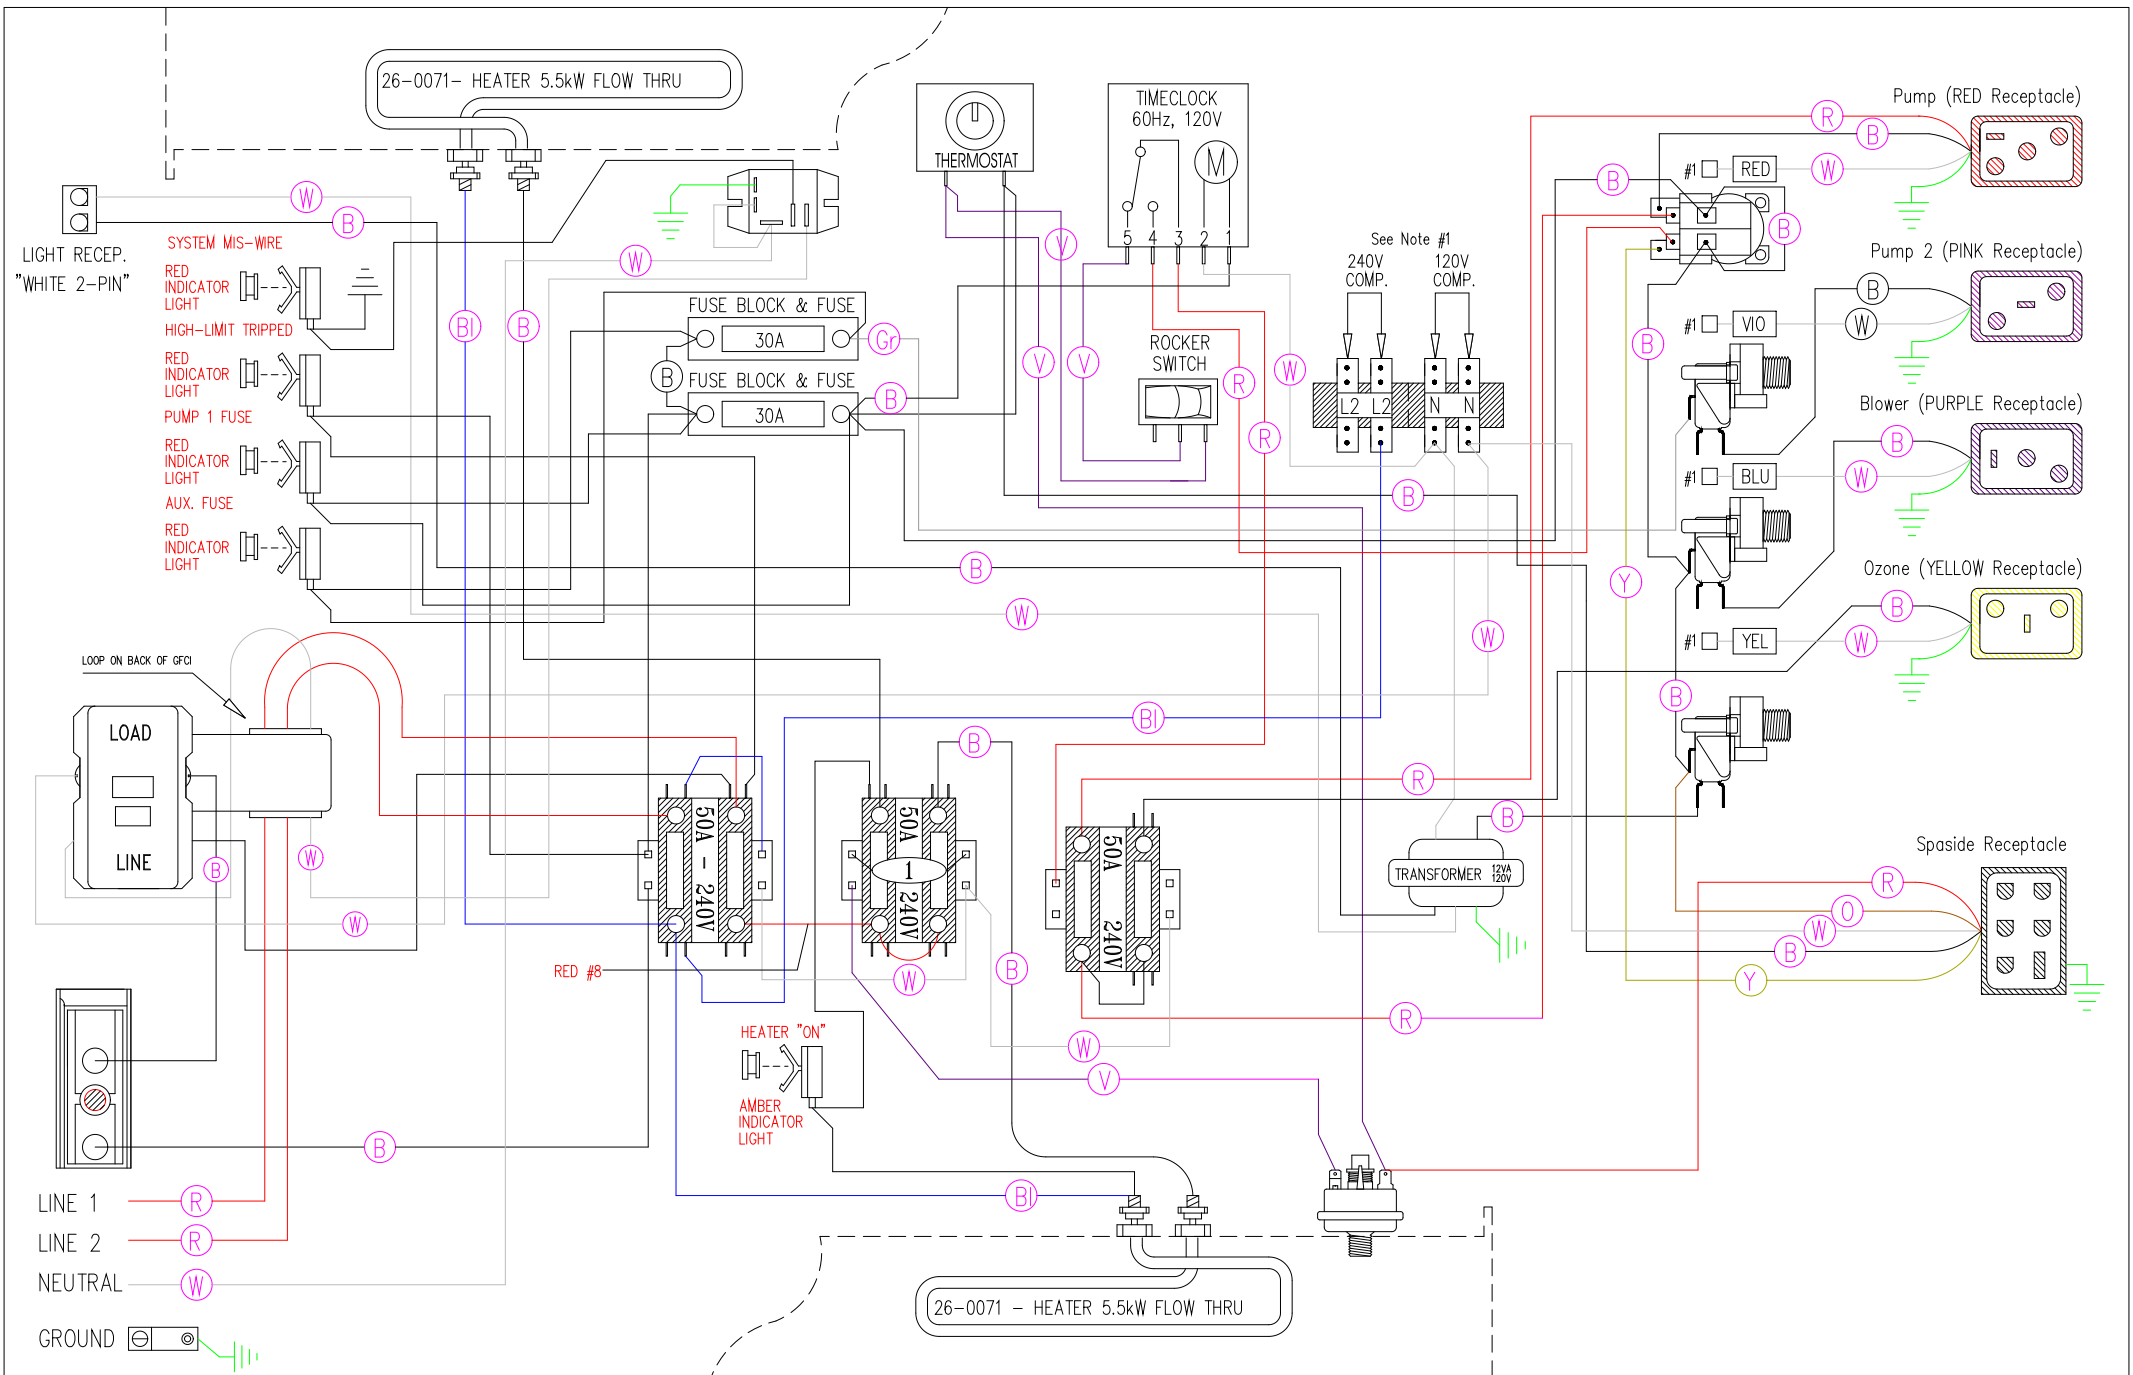 26-0071- HEATER 5.5kW FLOW THRU
THERMOSTAT
TIMECLOCK
60Hz, 120V
M
5 4 3 2 1
Pump (RED Receptacle)
R
B
#1 RED W
B
B
LIGHT RECEP.
"WHITE 2-PIN"
W
B
SYSTEM MIS-WIRE
RED
INDICATOR
LIGHT
HIGH-LIMIT TRIPPED
RED
INDICATOR
LIGHT
PUMP 1 FUSE
RED
INDICATOR
LIGHT
AUX. FUSE
RED
INDICATOR
LIGHT
W
Bl
B
FUSE BLOCK & FUSE
30A
Gr
B
FUSE BLOCK & FUSE
30A
B
V
V
V
ROCKER
SWITCH
R
R
W
See Note #1
240V
COMP.
120V
COMP.
L2 L2 N N
B
Pump 2 (PINK Receptacle)
B
#1 VIO W
B
Blower (PURPLE Receptacle)
B
#1 BLU W
Y
Ozone (YELLOW Receptacle)
B
#1 YEL W
B
B
W
W
Bl
LOOP ON BACK OF GFCI
LOAD
LINE
B
W
W
50A - 240V
50A 1 240V
50A 240V
B
R
B
TRANSFORMER 12VA
120V
Spaside Receptacle
R
O
W
B
Y
RED #8
W
B
R
W
V
HEATER "ON"
AMBER
INDICATOR
LIGHT
B
Bl
LINE 1 R
LINE 2 R
NEUTRAL W
GROUND
26-0071 - HEATER 5.5kW FLOW THRU